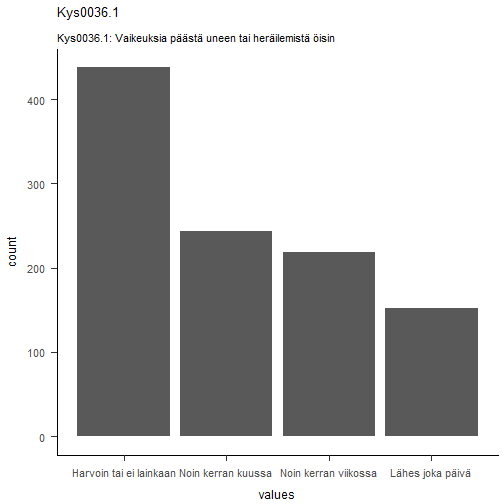 Kys0036.1
Kys0036.1: Vaikeuksia päästä uneen tai heräilemistä öisin
400
300
200
100
0
count
Harvoin tai ei lainkaan Noin kerran kuussa Noin kerran viikossa Lähes joka päivä
values